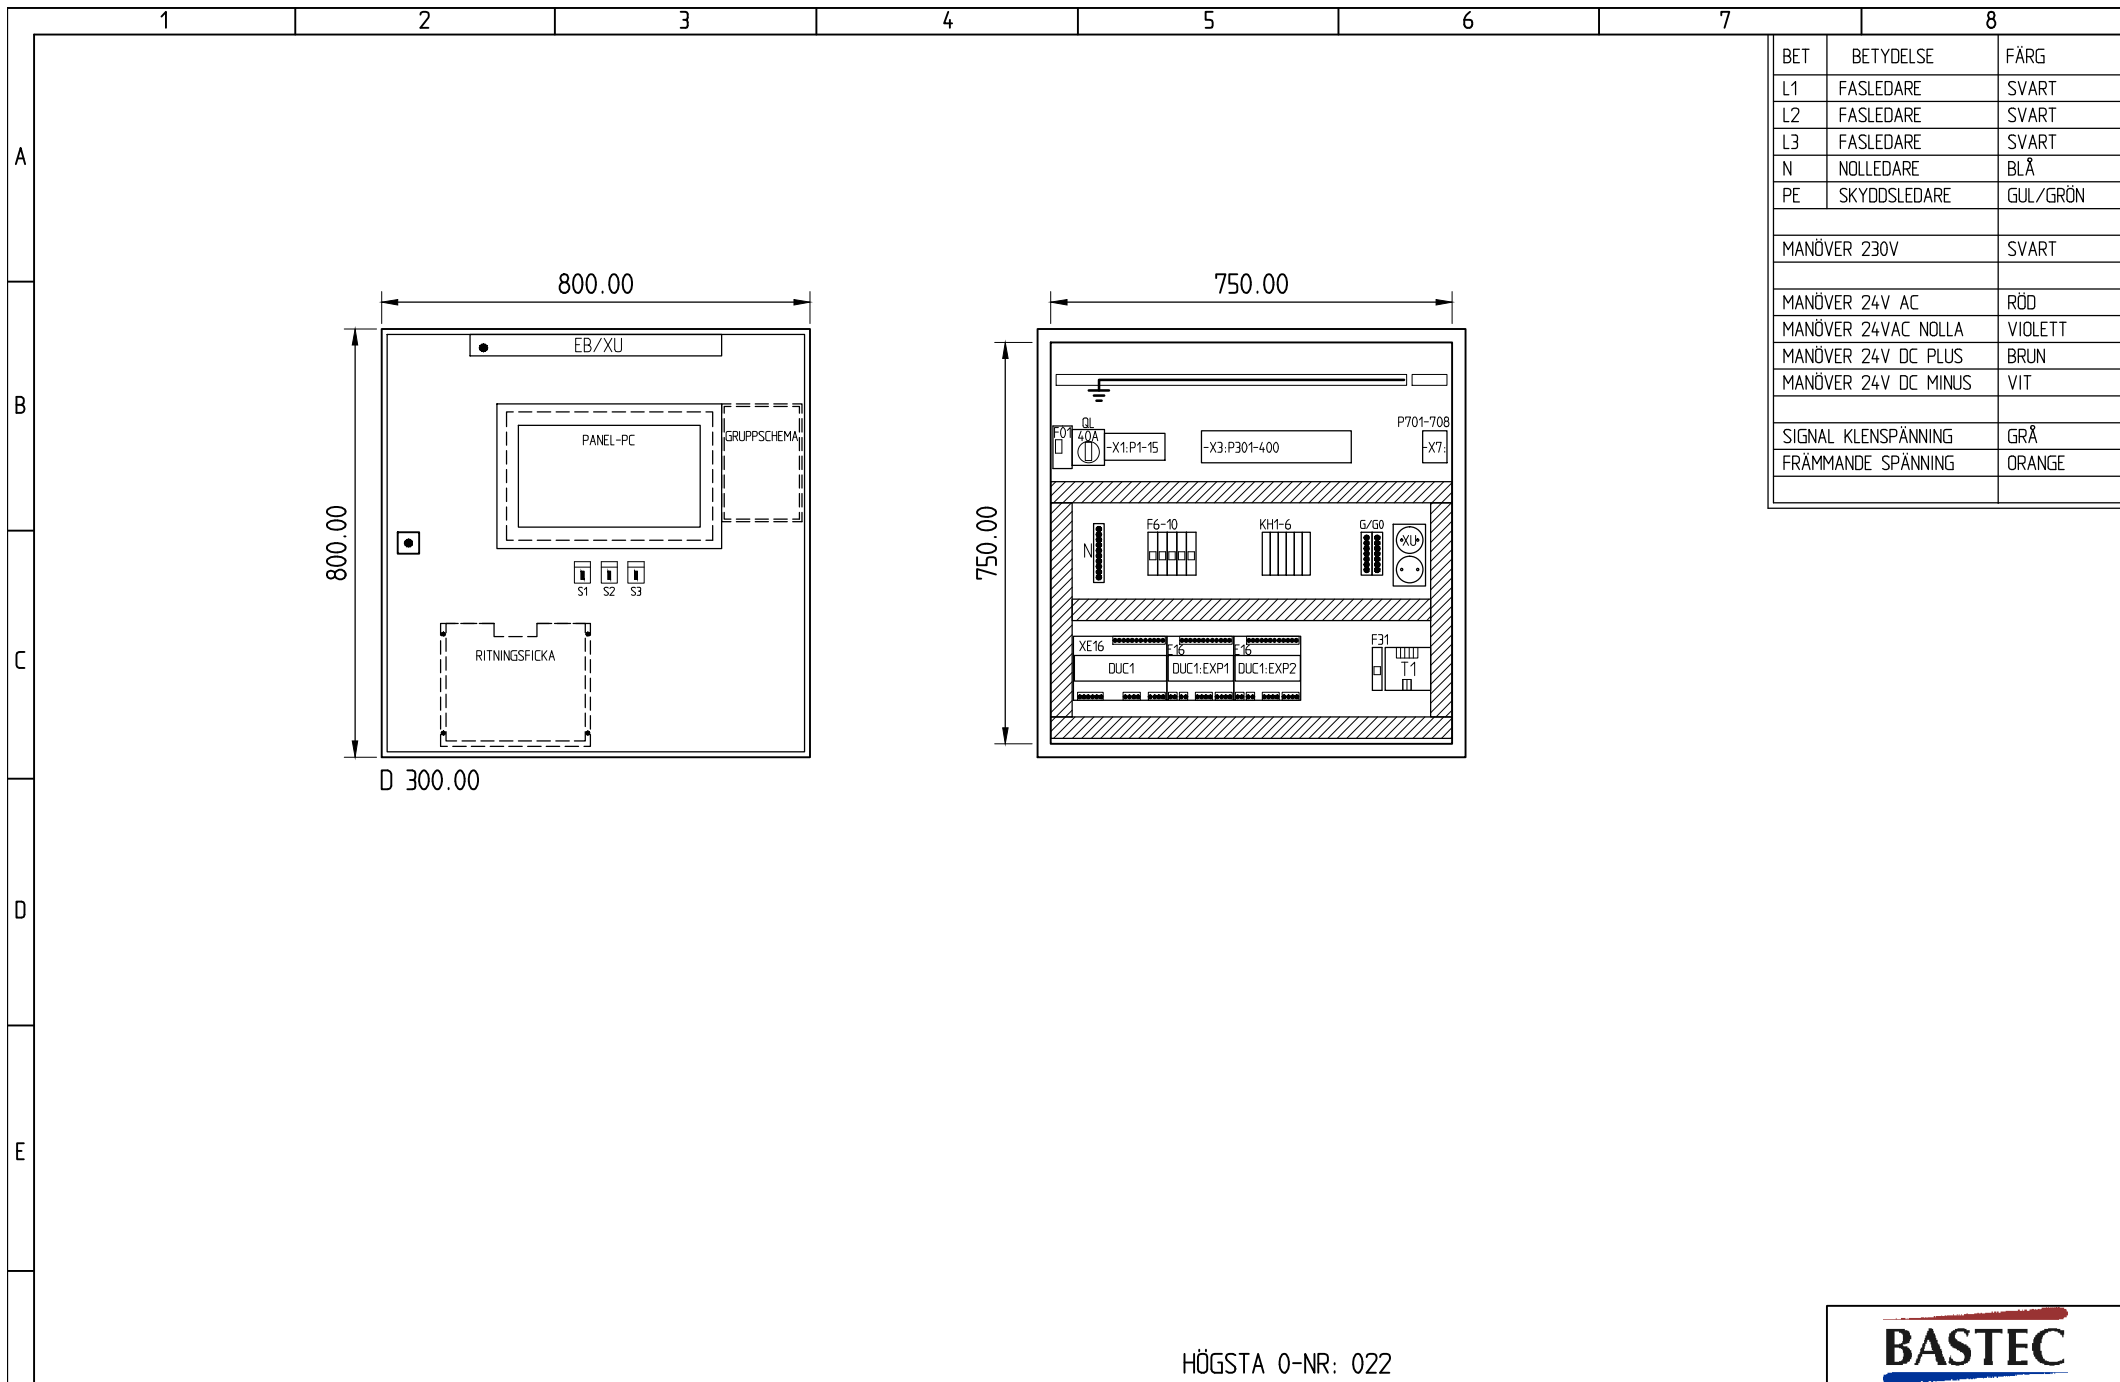 1 2 3 4 5 6 7 8
A
B
C
D
E
BET BETYDELSE FÄRG
L1 FASLEDARE SVART
L2 FASLEDARE SVART
L3 FASLEDARE SVART
N NOLLEDARE BLÅ
PE SKYDDSLEDARE GUL/GRÖN
MANÖVER 230V SVART
MANÖVER 24V AC RÖD
MANÖVER 24VAC NOLLA VIOLETT
MANÖVER 24V DC PLUS BRUN
MANÖVER 24V DC MINUS VIT
SIGNAL KLENSPÄNNING GRÅ
FRÄMMANDE SPÄNNING ORANGE
800.00
800.00
EB/XU
PANEL-PC
GRUPPSCHEMA
S1 S2 S3
RITNINGSFICKA
D 300.00
750.00
750.00
P701-708
QL
F01 40A -X1:P1-15 -X3:P301-400 -X7:
F6-10 KH1-6 G/G0
N XU
F31
XE16 E16 E16
DUC1 DUC1:EXP1 DUC1:EXP2 T1
HÖGSTA 0-NR: 022
BASTEC